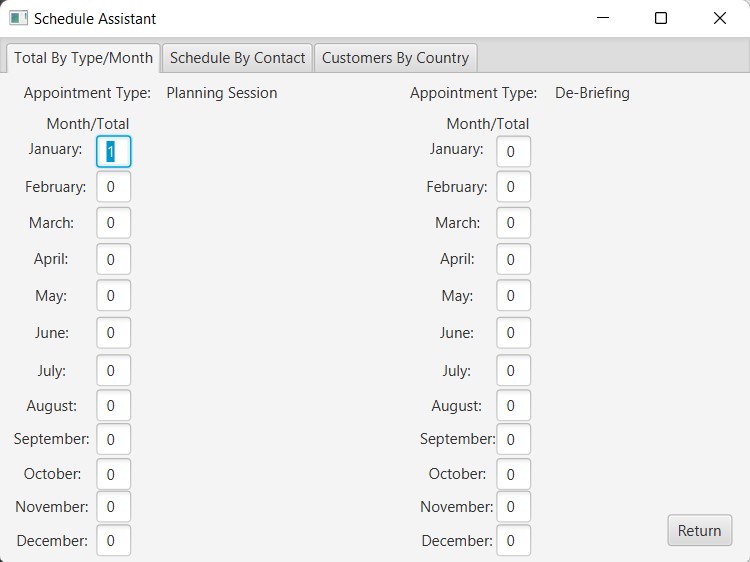 Schedule Assistant
Total By Type/Month Schedule By Contact Customers By Country
Appointment Type: Planning Session Appointment Type: De-Briefing
Month/Total Month/Total
January: 1 January: 0
February: 0 February: 0
March: 0 March: 0
April: 0 April: 0
May: 0 May: 0
June: 0 June: 0
July: 0 July: 0
August: 0 August: 0
September: 0 September: 0
October: 0 October: 0
November: 0 November: 0
December: 0 December: 0
Return